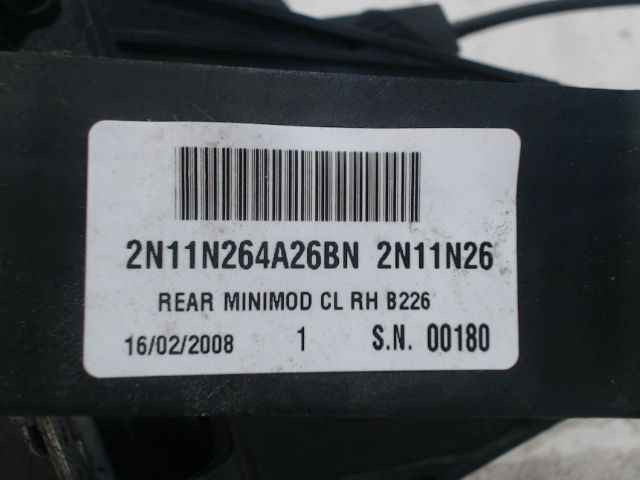 2N11N264A26BN 2N11N26
REAR MINIMOD CL RH B226
16/02/2008 1 S.N. 00180